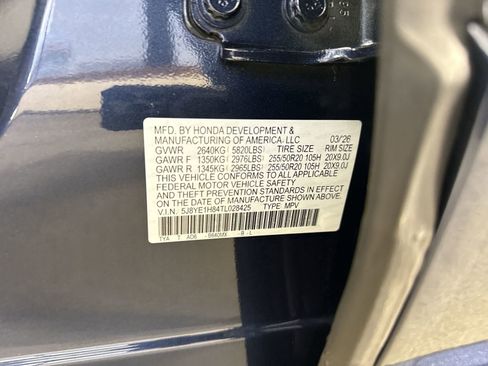 MFD. BY HONDA DEVELOPMENT &
MANUFACTURING OF AMERICA, LLC 03/26
GVWR 2640KG( 5820LBS) TIRE SIZE RIM SIZE
GAWR F 1350KG( 2976LBS) 255/50R20 105H 20X9.0J
GAWR R 1345KG( 2965LBS) 255/50R20 105H 20X9.0J
THIS VEHICLE CONFORMS TO ALL APPLICABLE
FEDERAL MOTOR VEHICLE SAFETY
AND THEFT PREVENTION STANDARDS IN EFFECT
ON THE DATE OF MANUFACTURE SHOWN ABOVE.
V.I.N. 5J8YE1H84TL028425 TYPE MPV
TYA